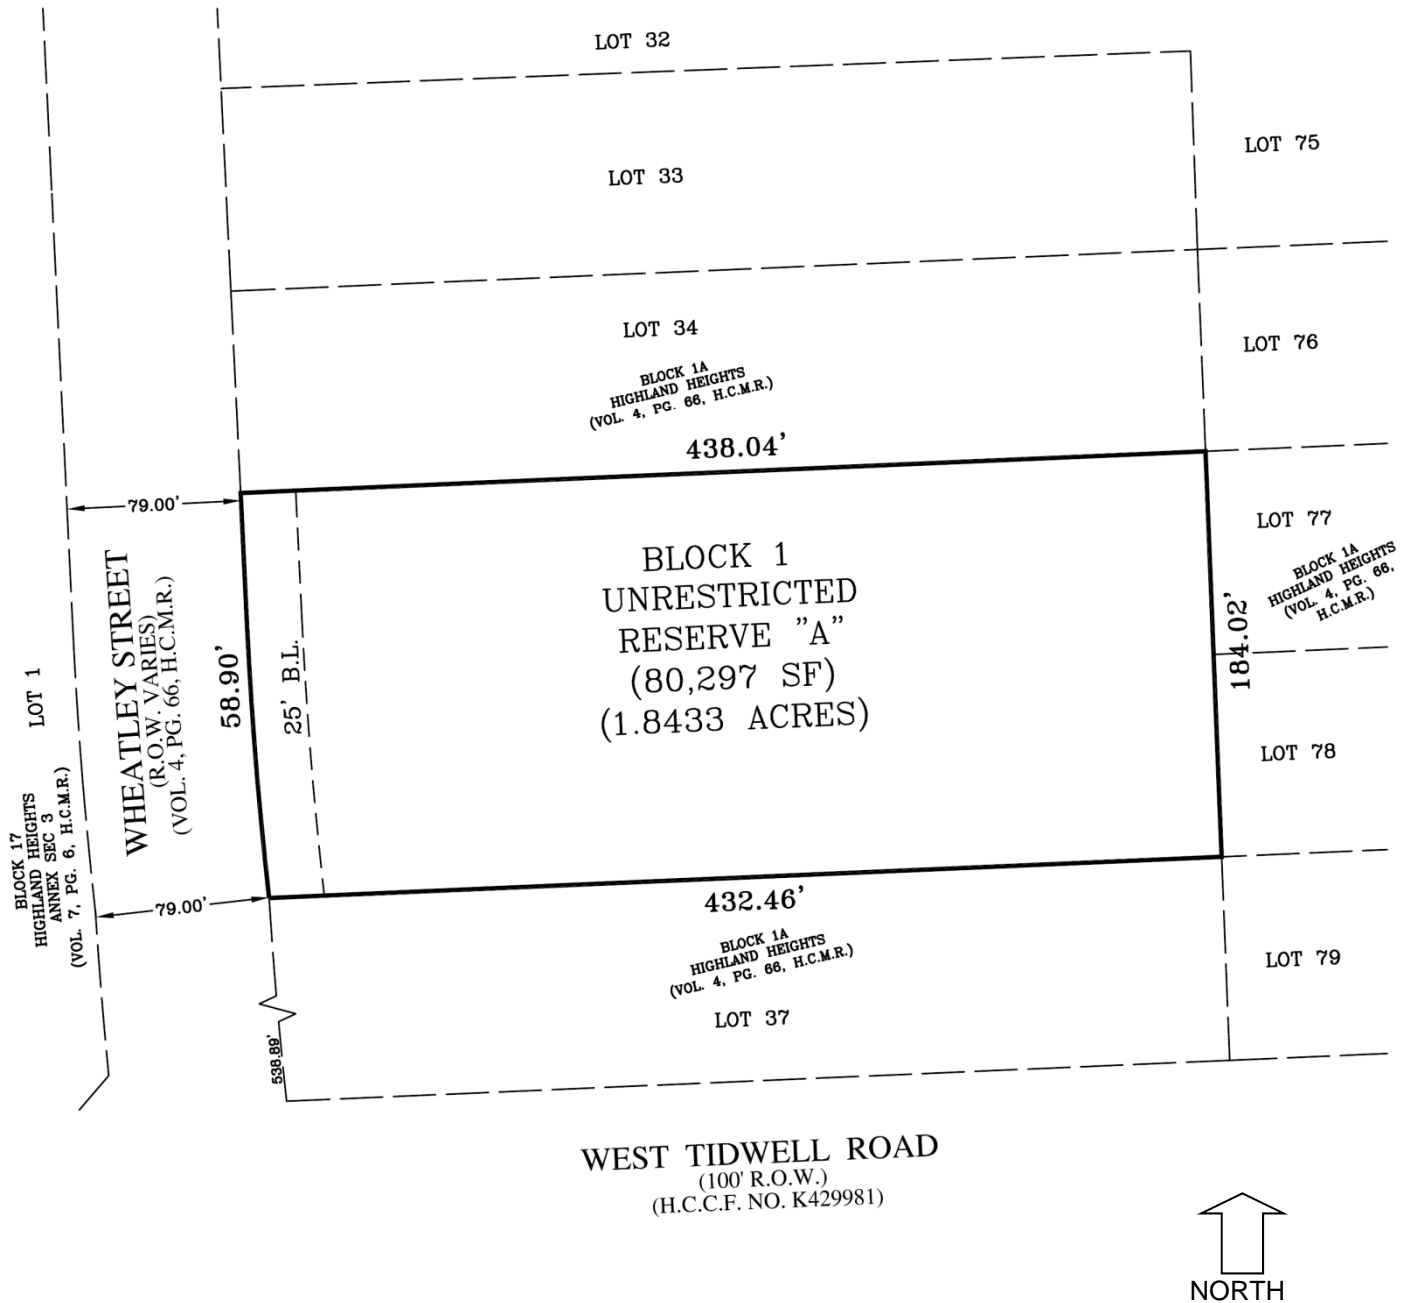 LOT 32
LOT 75
LOT 33
LOT 34
LOT 76
BLOCK 1A
HIGHLAND HEIGHTS
(VOL. 4, PG. 66, H.C.M.R.)
438.04'
79.00'
LOT 77
BLOCK 1A
HIGHLAND HEIGHTS
(VOL. 4, PG. 66,
H.C.M.R.)
BLOCK 1
UNRESTRICTED
RESERVE "A"
(80,297 SF)
(1.8433 ACRES)
184.02'
WHEATLEY STREET
(R.O.W. VARIES)
(VOL. 4, PG. 66, H.C.M.R.)
58.90'
25' B.L.
LOT 1
BLOCK 17
HIGHLAND HEIGHTS
ANNEX SEC 3
(VOL. 7, PG. 6, H.C.M.R.)
LOT 78
79.00'
432.46'
BLOCK 1A
HIGHLAND HEIGHTS
(VOL. 4, PG. 66, H.C.M.R.)
LOT 79
LOT 37
538.89'
WEST TIDWELL ROAD
(100' R.O.W.)
(H.C.C.F. NO. K429981)
NORTH